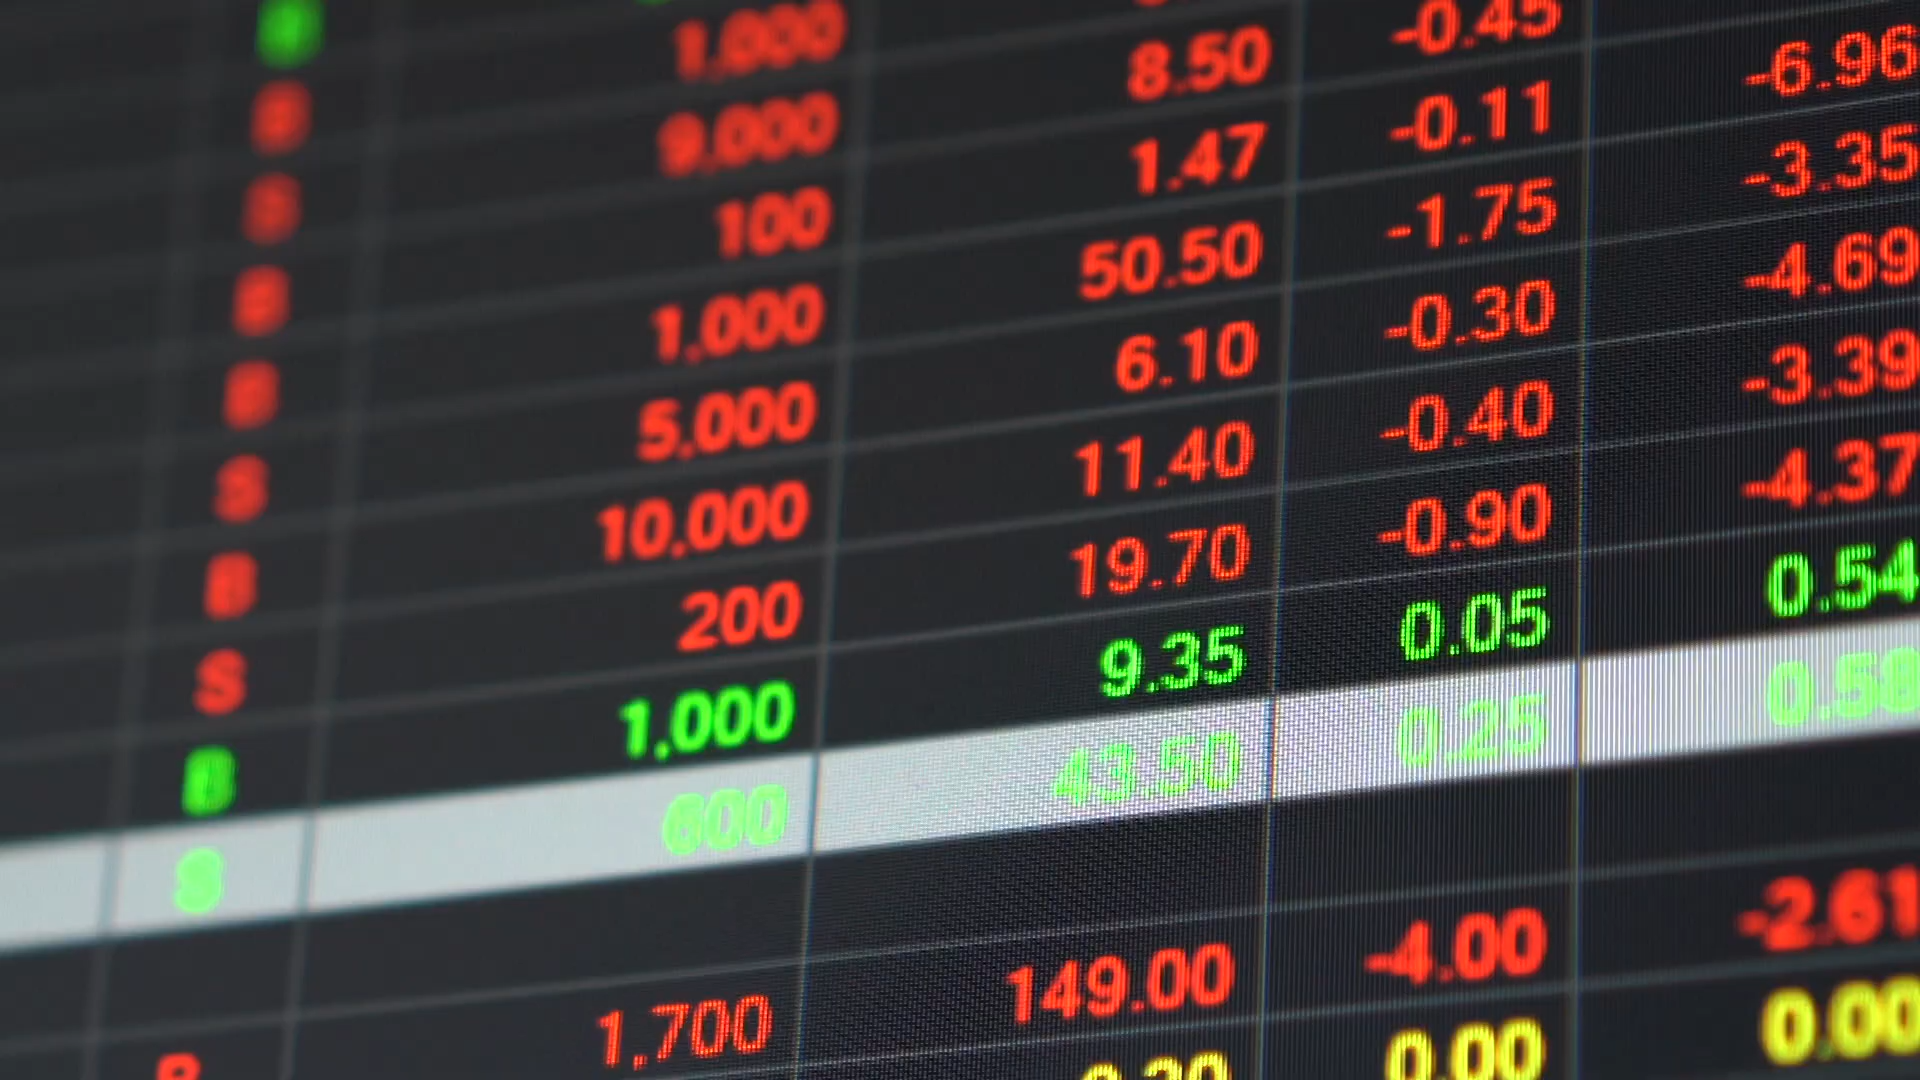 B
B 1,000
S 9,000 8.50 -0.45
B 100 1.47 -0.11 -6.96
B 1,000 50.50 -1.75 -3.35
S 5,000 6.10 -0.30 -4.69
B 10,000 11.40 -0.40 -3.39
S 200 19.70 -0.90 -4.37
B 1,000 9.35 0.05 0.54
S 600 43.50 0.25 0.58
B 1,700 149.00 -4.00 -2.61
0.00 0.00